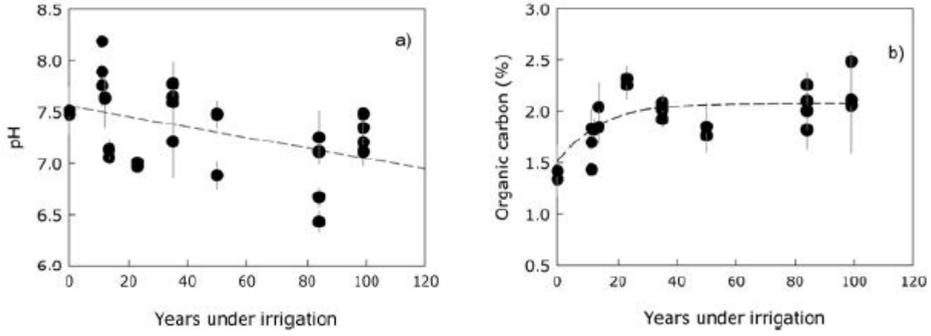 8.5
8.0
7.5
7.0
6.5
6.0
pH
a)
0 20 40 60 80 100 120
Years under irrigation
3.0
2.5
2.0
1.5
1.0
0.5
Organic carbon (%)
b)
0 20 40 60 80 100 120
Years under irrigation